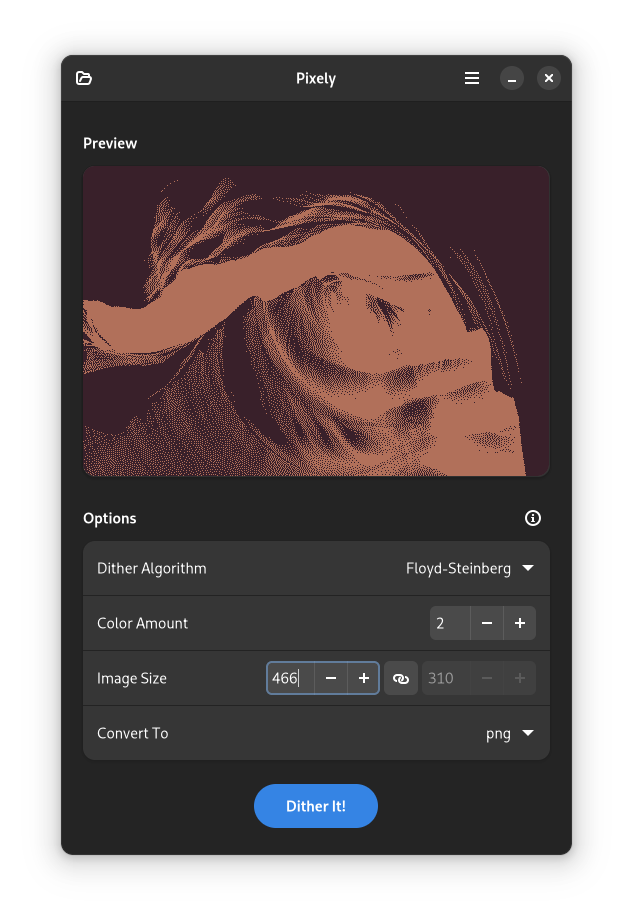 Pixely
Preview
Options
Dither Algorithm Floyd-Steinberg
Color Amount 2
Image Size 466 310
Convert To png
Dither It!